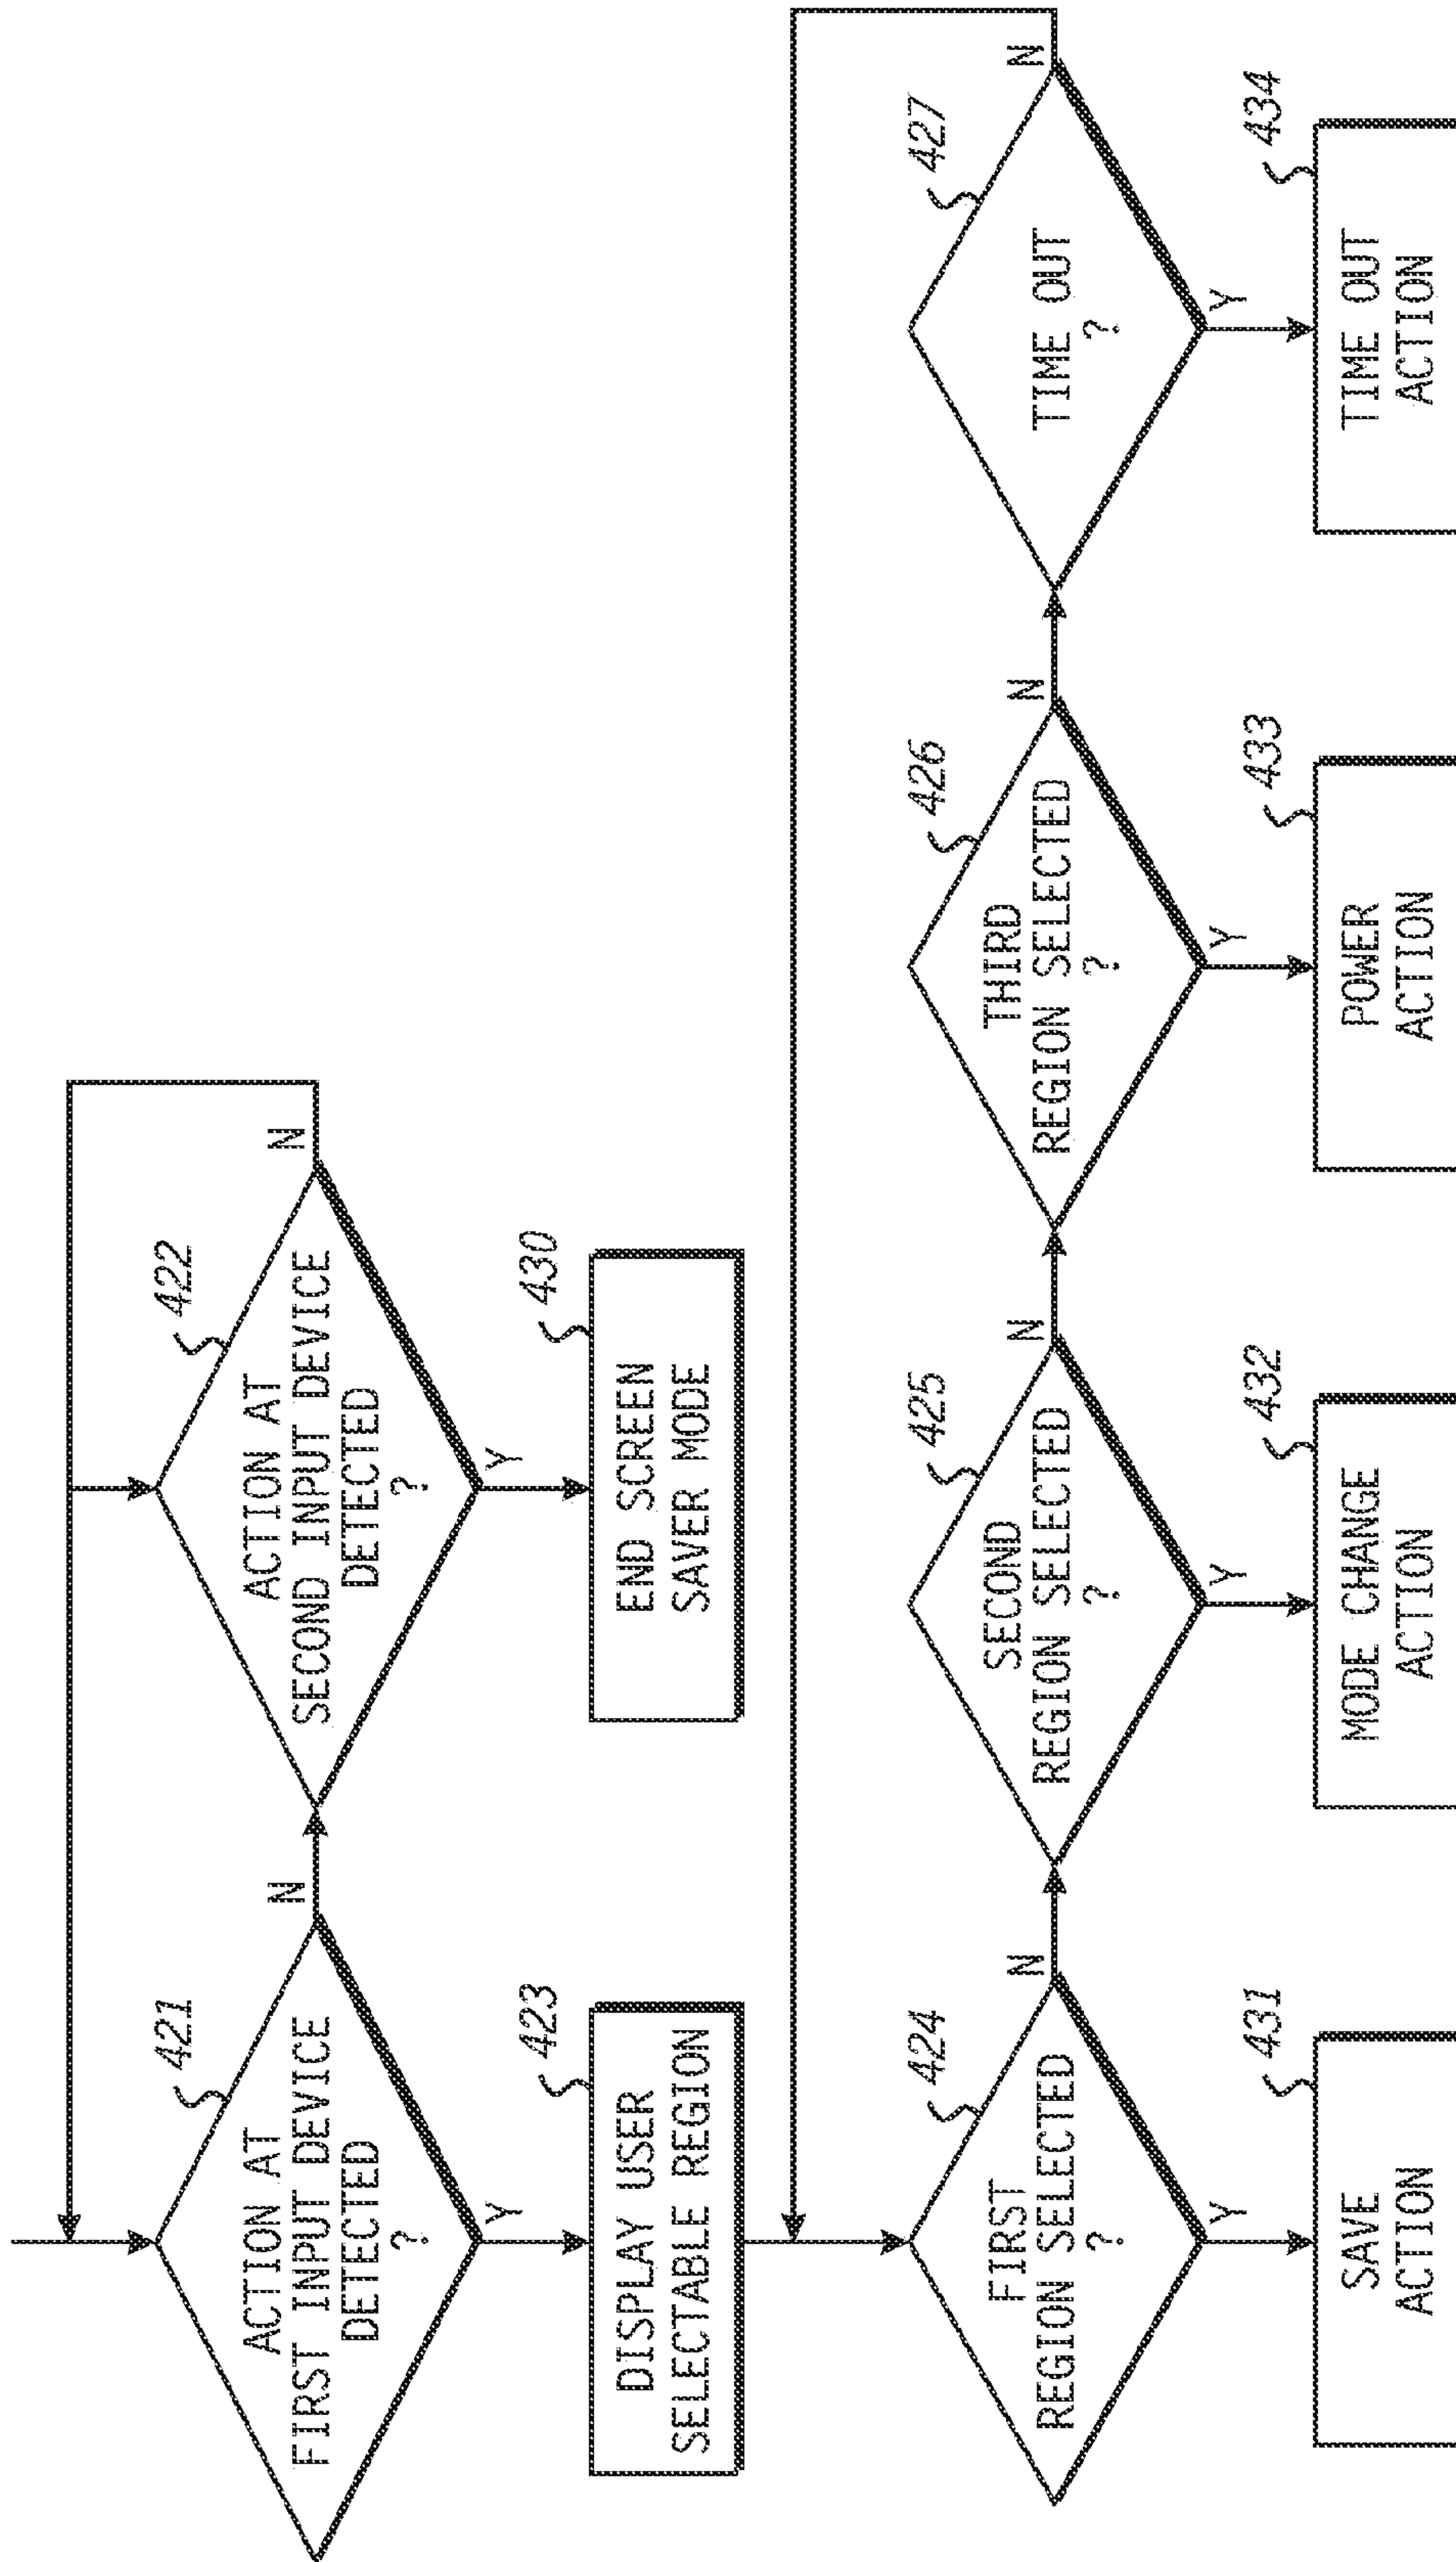 421
ACTION AT
FIRST INPUT DEVICE
DETECTED
?
N
Y
422
ACTION AT
SECOND INPUT DEVICE
DETECTED
?
N
Y
423
DISPLAY USER
SELECTABLE REGION
430
END SCREEN
SAVER MODE
424
FIRST
REGION SELECTED
?
N
Y
425
SECOND
REGION SELECTED
?
N
Y
426
THIRD
REGION SELECTED
?
N
Y
427
TIME OUT
?
N
Y
431
SAVE
ACTION
432
MODE CHANGE
ACTION
433
POWER
ACTION
434
TIME OUT
ACTION